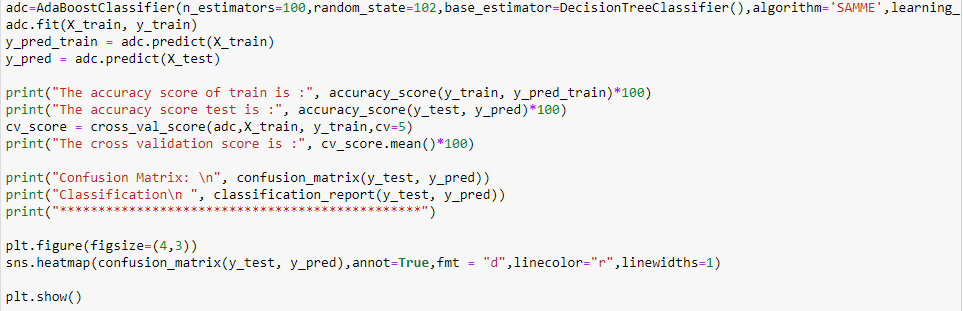 adc=AdaBoostClassifier(n_estimators=100,random_state=102,base_estimator=DecisionTreeClassifier(),algorithm='SAMME',learning_
adc.fit(X_train, y_train)
y_pred_train = adc.predict(X_train)
y_pred = adc.predict(X_test)
print("The accuracy score of train is :", accuracy_score(y_train, y_pred_train)*100)
print("The accuracy score test is :", accuracy_score(y_test, y_pred)*100)
cv_score = cross_val_score(adc,X_train, y_train,cv=5)
print("The cross validation score is :", cv_score.mean()*100)
print("Confusion Matrix: \n", confusion_matrix(y_test, y_pred))
print("Classification\n ", classification_report(y_test, y_pred))
print("***********************************************")
plt.figure(figsize=(4,3))
sns.heatmap(confusion_matrix(y_test, y_pred),annot=True,fmt = "d",linecolor="r",linewidths=1)
plt.show()